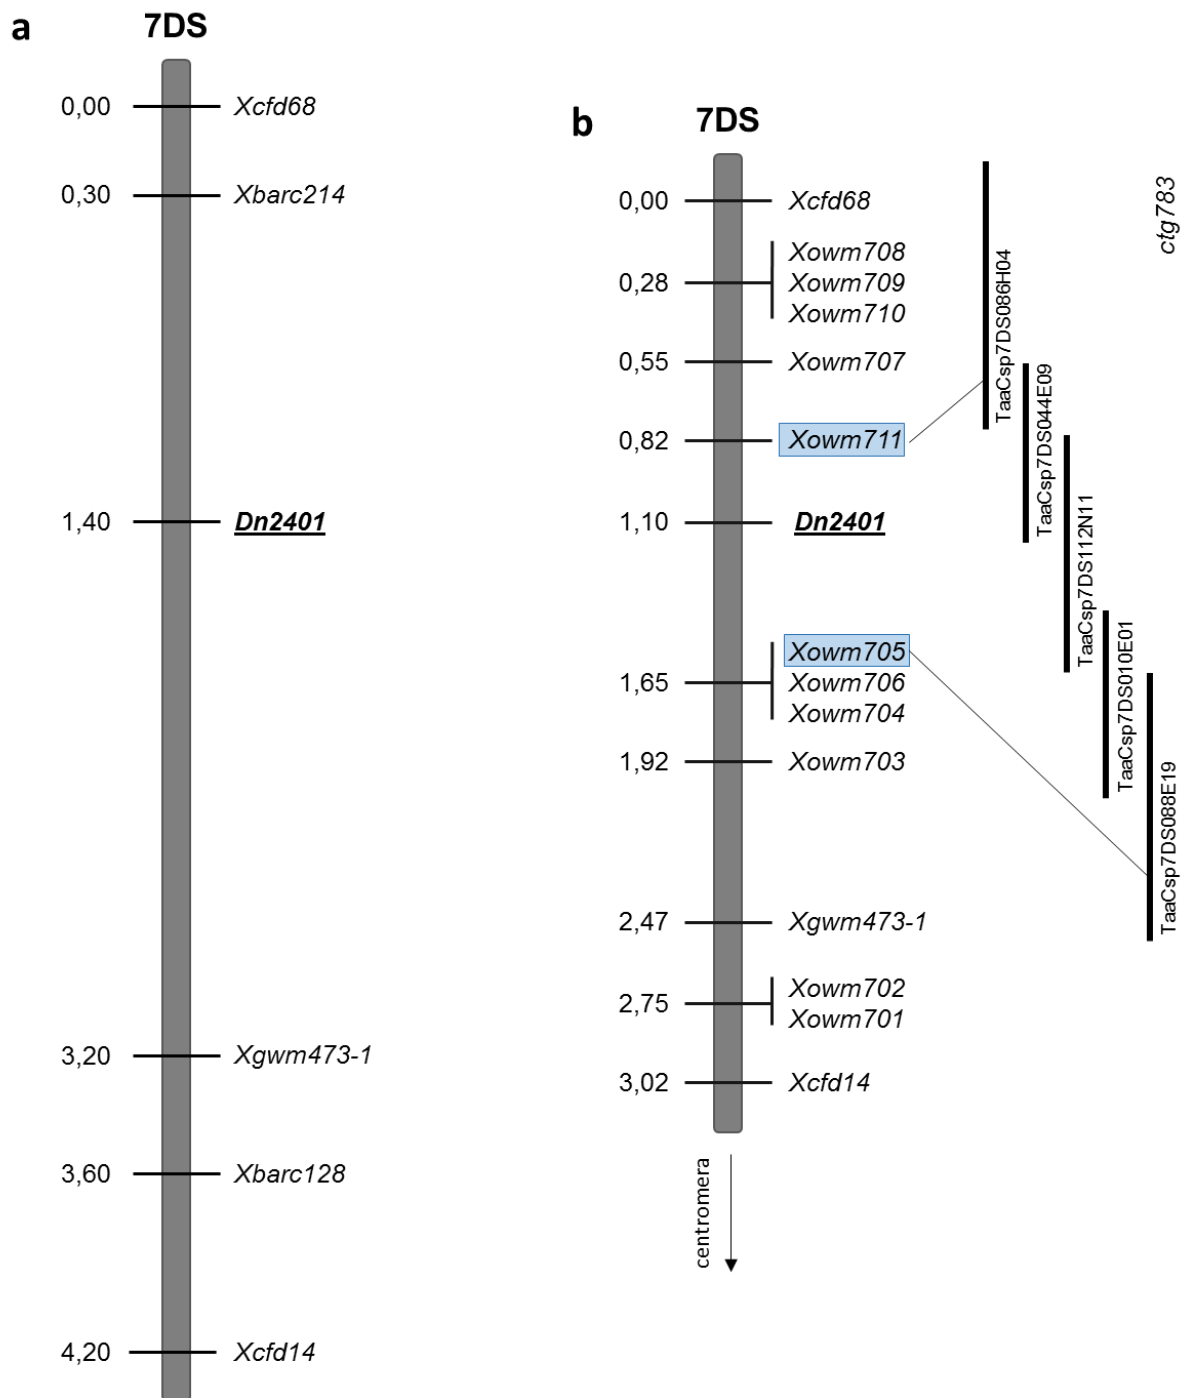 a
7DS
0,00 Xcfd68
0,30 Xbarc214
1,40 Dn2401
3,20 Xgwm473-1
3,60 Xbarc128
4,20 Xcfd14
b
7DS
0,00 Xcfd68
Xowm708
0,28 Xowm709
Xowm710
0,55 Xowm707
0,82 Xowm711
1,10 Dn2401
Xowm705
1,65 Xowm706
Xowm704
1,92 Xowm703
2,47 Xgwm473-1
2,75 Xowm702
Xowm701
3,02 Xcfd14
centromera
TaaCsp7DS086H04
TaaCsp7DS044E09
TaaCsp7DS112N11
TaaCsp7DS010E01
TaaCsp7DS088E19
ctg783